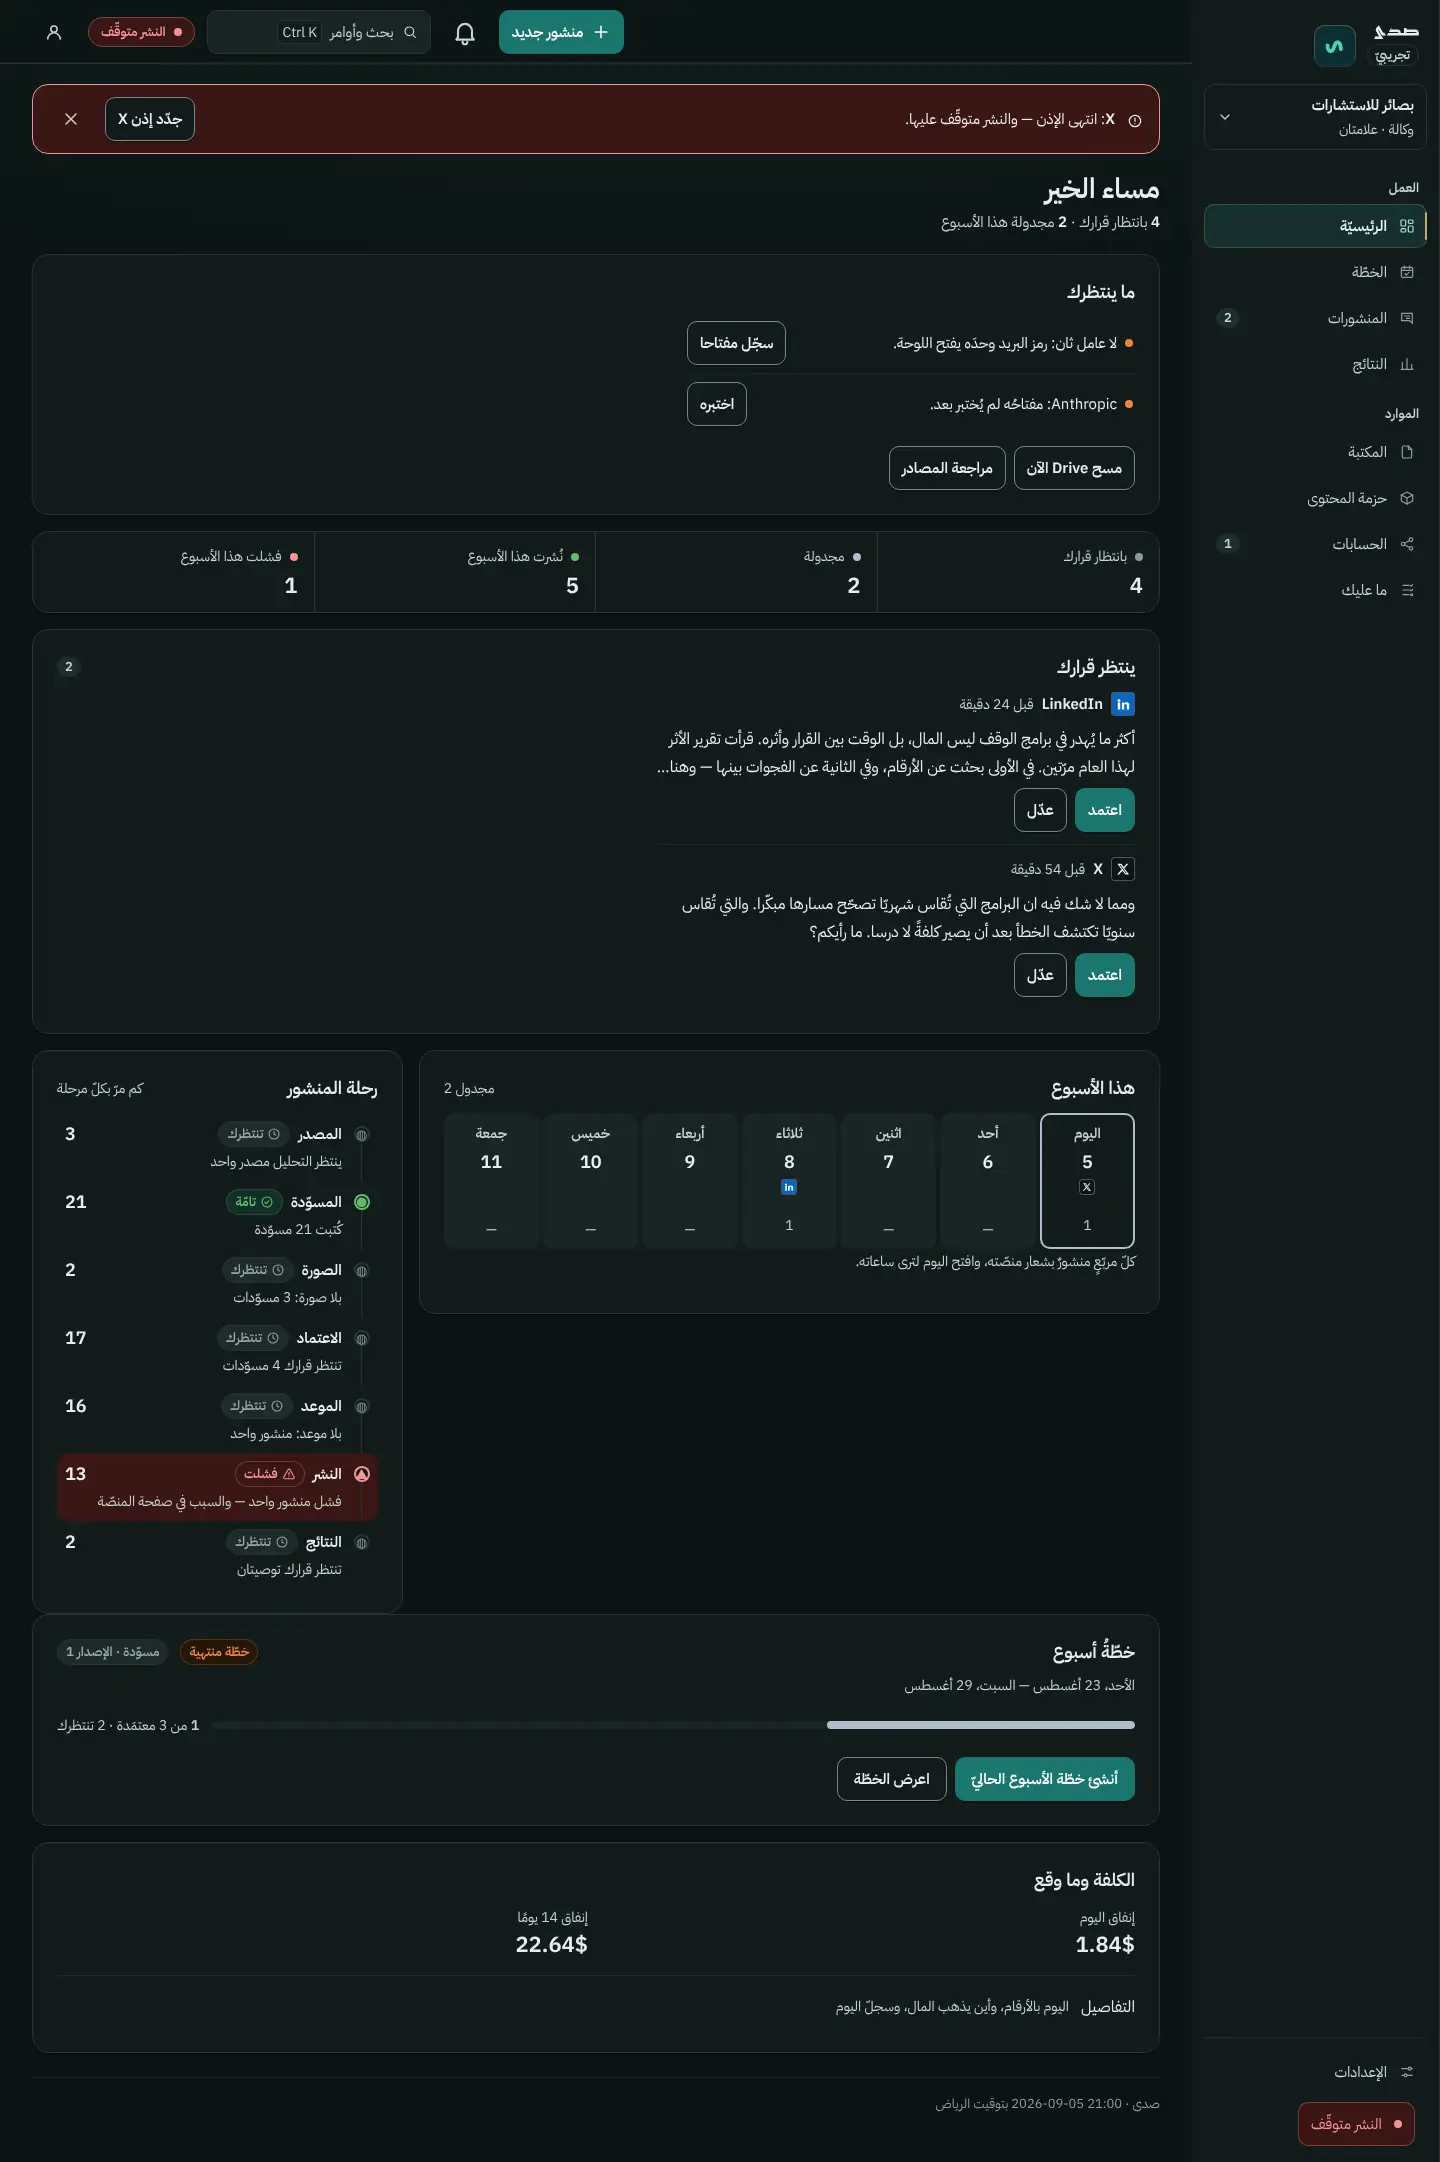 صدى
تجريبيّ
بصائر للاستشارات
وكالة · علامتان
العمل
الرئيسيّة
الخطّة
المنشورات 2
النتائج
الموارد
المكتبة
حزمة المحتوى
الحسابات 1
ما عليك
الإعدادات
النشر متوقّف
منشور جديد
بحث وأوامر Ctrl K
النشر متوقّف
X: انتهى الإذن — والنشر متوقّف عليها.
جدّد إذن X
مساء الخير
4 بانتظار قرارك · 2 مجدولة هذا الأسبوع
ما ينتظرك
لا عامل ثان: رمز البريد وحدَه يفتح اللوحة.
سجّل مفتاحا
Anthropic: مفتاحُه لم يُختبر بعد.
اختبره
مسح Drive الآن
مراجعة المصادر
بانتظار قرارك
4
مجدولة
2
نُشرت هذا الأسبوع
5
فشلت هذا الأسبوع
1
ينتظر قرارك
2
in LinkedIn قبل 24 دقيقة
أكثر ما يُهدر في برامج الوقف ليس المال، بل الوقت بين القرار وأثره. قرأت تقرير الأثر
لهذا العام مرّتين. في الأولى بحثت عن الأرقام، وفي الثانية عن الفجوات بينها — وهنا…
اعتمد
عدّل
X قبل 54 دقيقة
ومما لا شك فيه ان البرامج التي تُقاس شهريّا تصحّح مسارها مبكّرا. والتي تُقاس
سنويّا تكتشف الخطأ بعد أن يصير كلفةً لا درسا. ما رأيكم؟
اعتمد
عدّل
هذا الأسبوع
مجدول 2
اليوم 5 1
أحد 6 —
اثنين 7 —
ثلاثاء 8 in 1
أربعاء 9 —
خميس 10 —
جمعة 11 —
كلّ مربّعٍ منشورٌ بشعار منصّته، وافتح اليوم لترى ساعاته.
رحلة المنشور
كم مرّ بكلّ مرحلة
المصدر تنتظرك 3
ينتظر التحليل مصدر واحد
المسوّدة تامّة 21
كُتبت 21 مسوّدة
الصورة تنتظرك 2
بلا صورة: 3 مسوّدات
الاعتماد تنتظرك 17
تنتظر قرارك 4 مسوّدات
الموعد تنتظرك 16
بلا موعد: منشور واحد
النشر فشلت 13
فشل منشور واحد — والسبب في صفحة المنصّة
النتائج تنتظرك 2
تنتظر قرارك توصيتان
خطّةُ أسبوع
خطّة منتهية
مسوّدة · الإصدار 1
الأحد، 23 أغسطس — السبت، 29 أغسطس
1 من 3 معتمَدة · 2 تنتظرك
أنشئ خطّة الأسبوع الحاليّ
اعرض الخطّة
الكلفة وما وقع
إنفاق اليوم
1.84$
إنفاق 14 يومًا
22.64$
التفاصيل اليوم بالأرقام، وأين يذهب المال، وسجلّ اليوم
صدى · 2026-09-05 21:00 بتوقيت الرياض